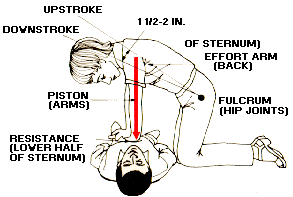 UPSTROKE
DOWNSTROKE
1 1/2-2 IN.
OF STERNUM)
EFFORT ARM
(BACK)
PISTON
(ARMS)
FULCRUM
(HIP JOINTS)
RESISTANCE
(LOWER HALF
OF STERNUM)